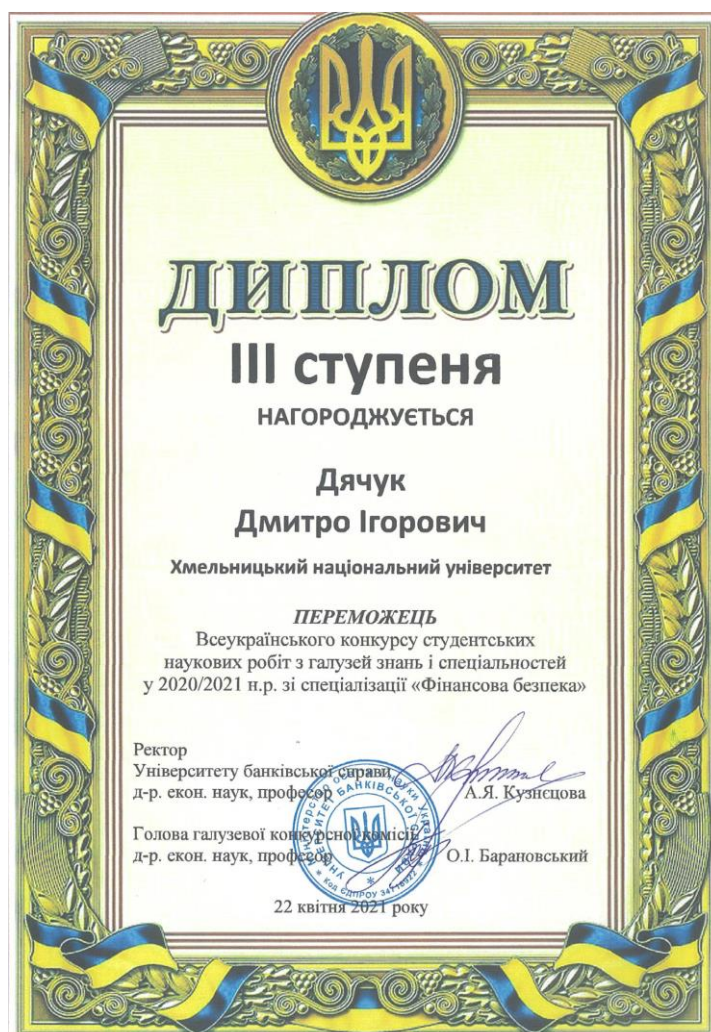 ДИПЛОМ
ІІІ ступеня
НАГОРОДЖУЄТЬСЯ
Дячук
Дмитро Ігорович
Хмельницький національний університет
ПЕРЕМОЖЕЦЬ
Всеукраїнського конкурсу студентських
наукових робіт з галузей знань і спеціальностей
у 2020/2021 н.р. зі спеціалізації «Фінансова безпека»
Ректор
Університету банківської справи,
д-р. екон. наук, професор А.Я. Кузнєцова
Голова галузевої конкурсної комісії
д-р. екон. наук, професор О.І. Барановський
22 квітня 2021 року